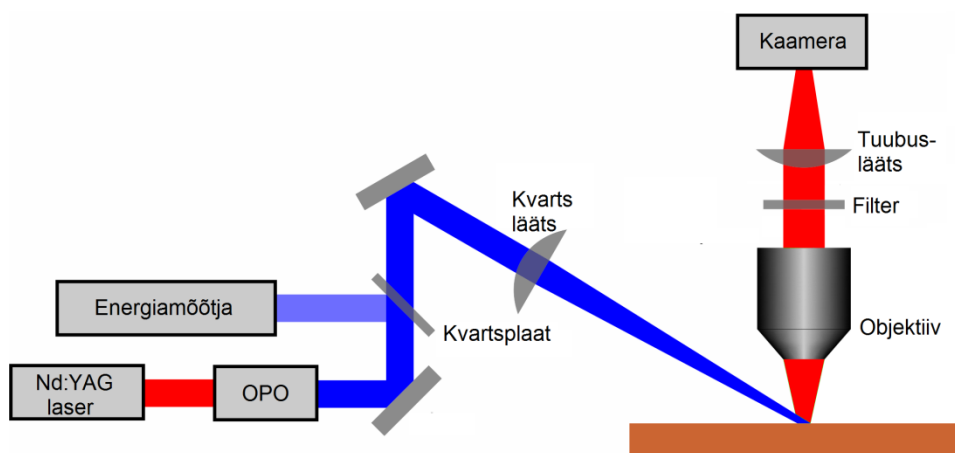 Kaamera
Tuubus-
lääts
Kvarts
lääts
Filter
Energiamõõtja
Kvartsplaat
Objektiiv
Nd:YAG
laser
OPO